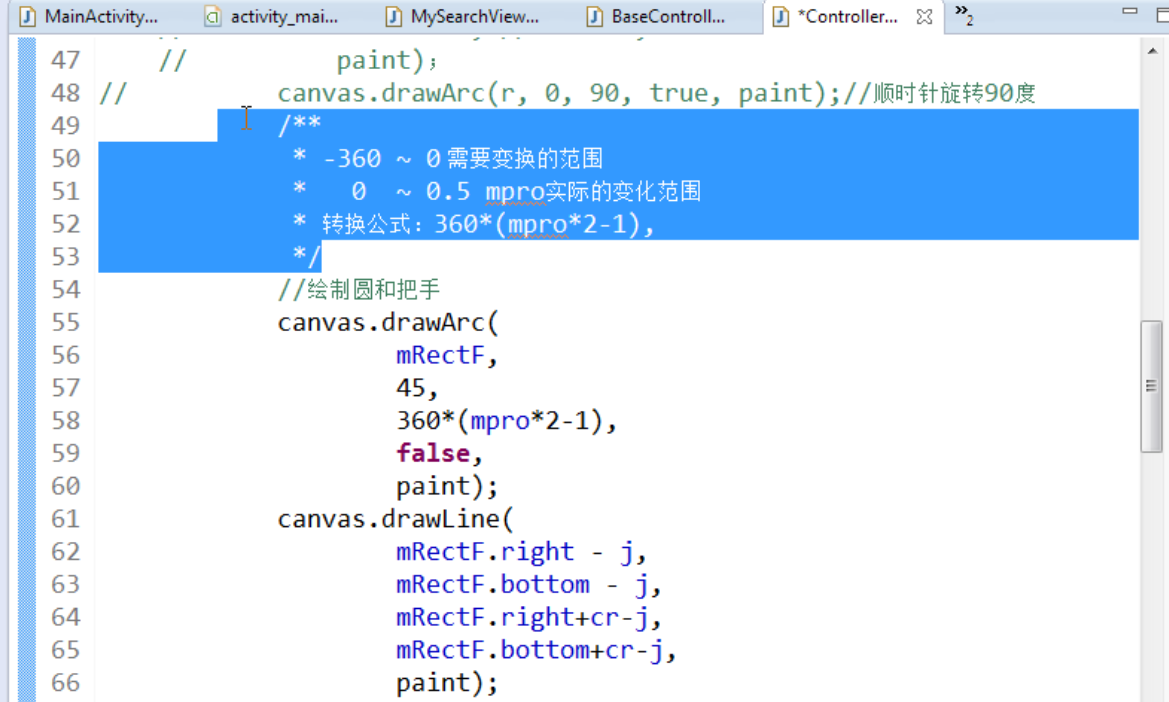 MainActivity...
activity_mai...
MySearchView...
BaseControll...
*Controller...
»2
47 // paint);
48 // canvas.drawArc(r, 0, 90, true, paint);//顺时针旋转90度
49 /**
50 * -360 ~ 0 需要变换的范围
51 * 0 ~ 0.5 mpro实际的变化范围
52 * 转换公式：360*(mpro*2-1),
53 */
54 //绘制圆和把手
55 canvas.drawArc(
56 mRectF,
57 45,
58 360*(mpro*2-1),
59 false,
60 paint);
61 canvas.drawLine(
62 mRectF.right - j,
63 mRectF.bottom - j,
64 mRectF.right+cr-j,
65 mRectF.bottom+cr-j,
66 paint);